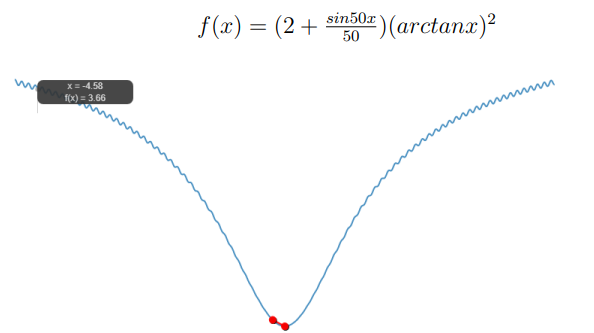 f(x) = (2 + sin50x/50)(arctanx)²
x = -4.58
f(x) = 3.66